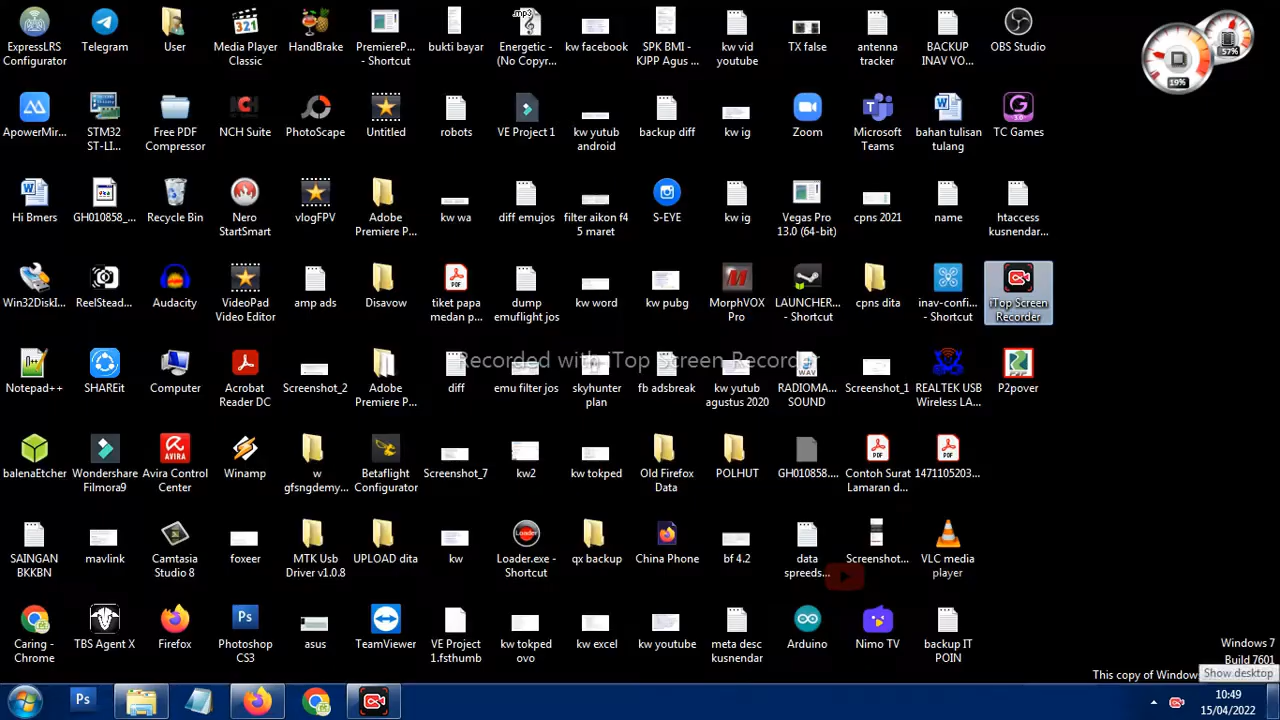 ExpressLRS Configurator
Telegram
User
Media Player Classic
HandBrake
PremiereP... - Shortcut
bukti bayar
mp3
Energetic - (No Copyr...
kw facebook
SPK BMI - KJPP Agus ...
kw vid youtube
TX false
antenna tracker
BACKUP INAV VO...
OBS Studio
57%
19%
ApowerMir...
STM32 ST-LI...
Free PDF Compressor
NCH Suite
PhotoScape
Untitled
robots
VE Project 1
kw yutub android
backup diff
kw ig
Zoom
Microsoft Teams
bahan tulisan tulang
TC Games
Hi Bmers
GH010858_...
Recycle Bin
Nero StartSmart
vlogFPV
Adobe Premiere P...
kw wa
diff emujos
filter aikon f4 5 maret
S-EYE
kw ig
Vegas Pro 13.0 (64-bit)
cpns 2021
name
htaccess kusnendar...
Win32DiskI...
ReelStead...
Audacity
VideoPad Video Editor
amp ads
Disavow
tiket papa medan p...
dump emuflight jos
kw word
kw pubg
MorphVOX Pro
LAUNCHER... - Shortcut
cpns dita
inav-confi... - Shortcut
iTop Screen Recorder
Recorded with iTop Screen Recorder
Notepad++
SHAREit
Computer
Acrobat Reader DC
Screenshot_2
Adobe Premiere P...
diff
emu filter jos
skyhunter plan
fb adsbreak
kw yutub agustus 2020
RADIOMA... SOUND
Screenshot_1
REALTEK USB Wireless LA...
P2pover
balenaEtcher
Wondershare Filmora9
Avira Control Center
Winamp
w gfsngdemy...
Betaflight Configurator
Screenshot_7
kw2
kw tokped
Old Firefox Data
POLHUT
GH010858....
Contoh Surat Lamaran d...
1471105203...
SAINGAN BKKBN
mavlink
Camtasia Studio 8
foxeer
MTK Usb Driver v1.0.8
UPLOAD dita
kw
Loader.exe - Shortcut
qx backup
China Phone
bf 4.2
data spreeds...
Screenshot...
VLC media player
Caring - Chrome
TBS Agent X
Firefox
Photoshop CS3
asus
TeamViewer
VE Project 1.fsthumb
kw tokped ovo
kw excel
kw youtube
meta desc kusnendar
Arduino
Nimo TV
backup IT POIN
Windows 7
Build 7601
This copy of Window
Show desktop
10:49
15/04/2022